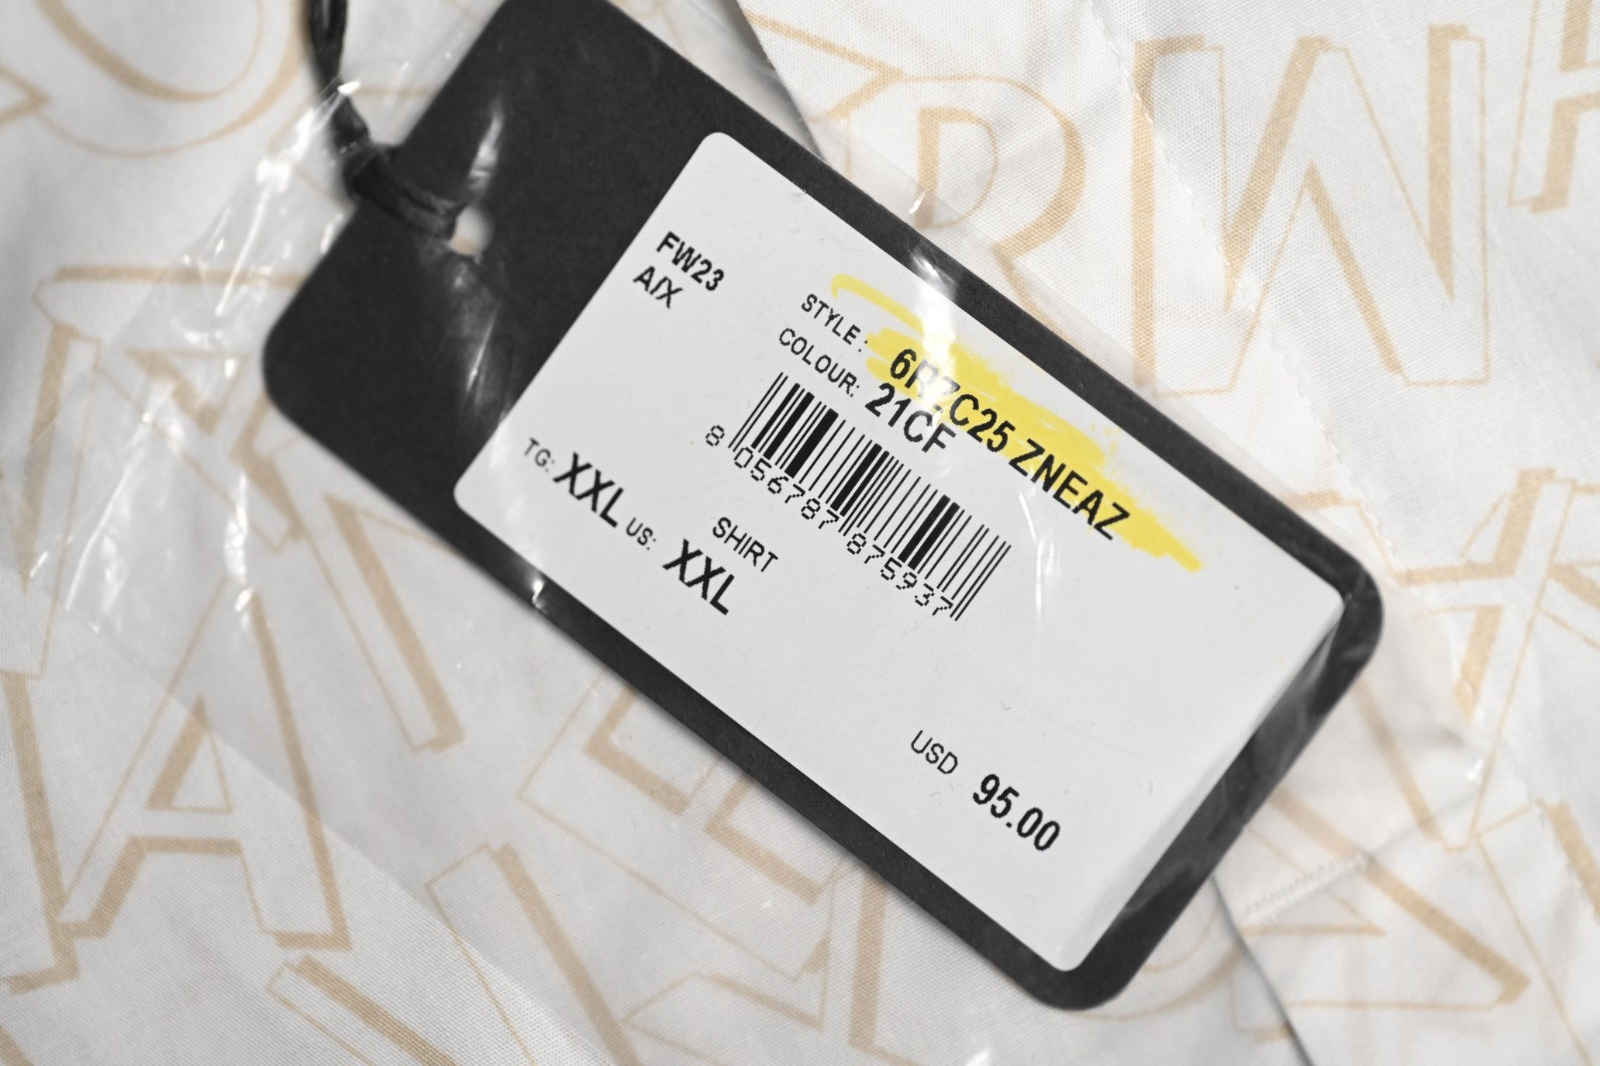 FW23
A/X
STYLE: 6RZC25 ZNEAZ
COLOUR: 21CF
8 056787 875937
TG: XXL US: XXL
SHIRT
USD 95.00